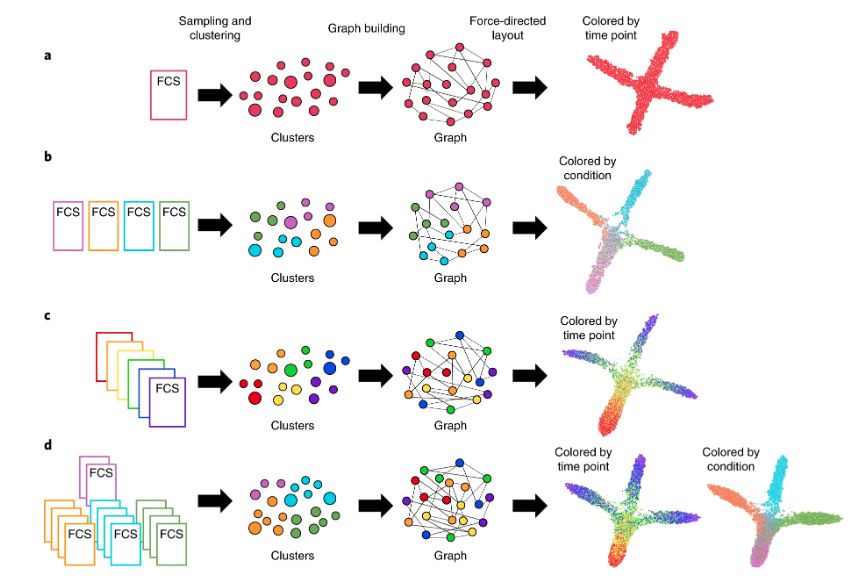 Sampling and
clustering
Graph building
Force-directed
layout
Colored by
time point
a
FCS
Clusters
Graph
b
Colored by
condition
FCS FCS FCS FCS
Clusters
Graph
c
Colored by
time point
FCS
Clusters
Graph
d
Colored by
time point
Colored by
condition
FCS
FCS FCS FCS
Clusters
Graph